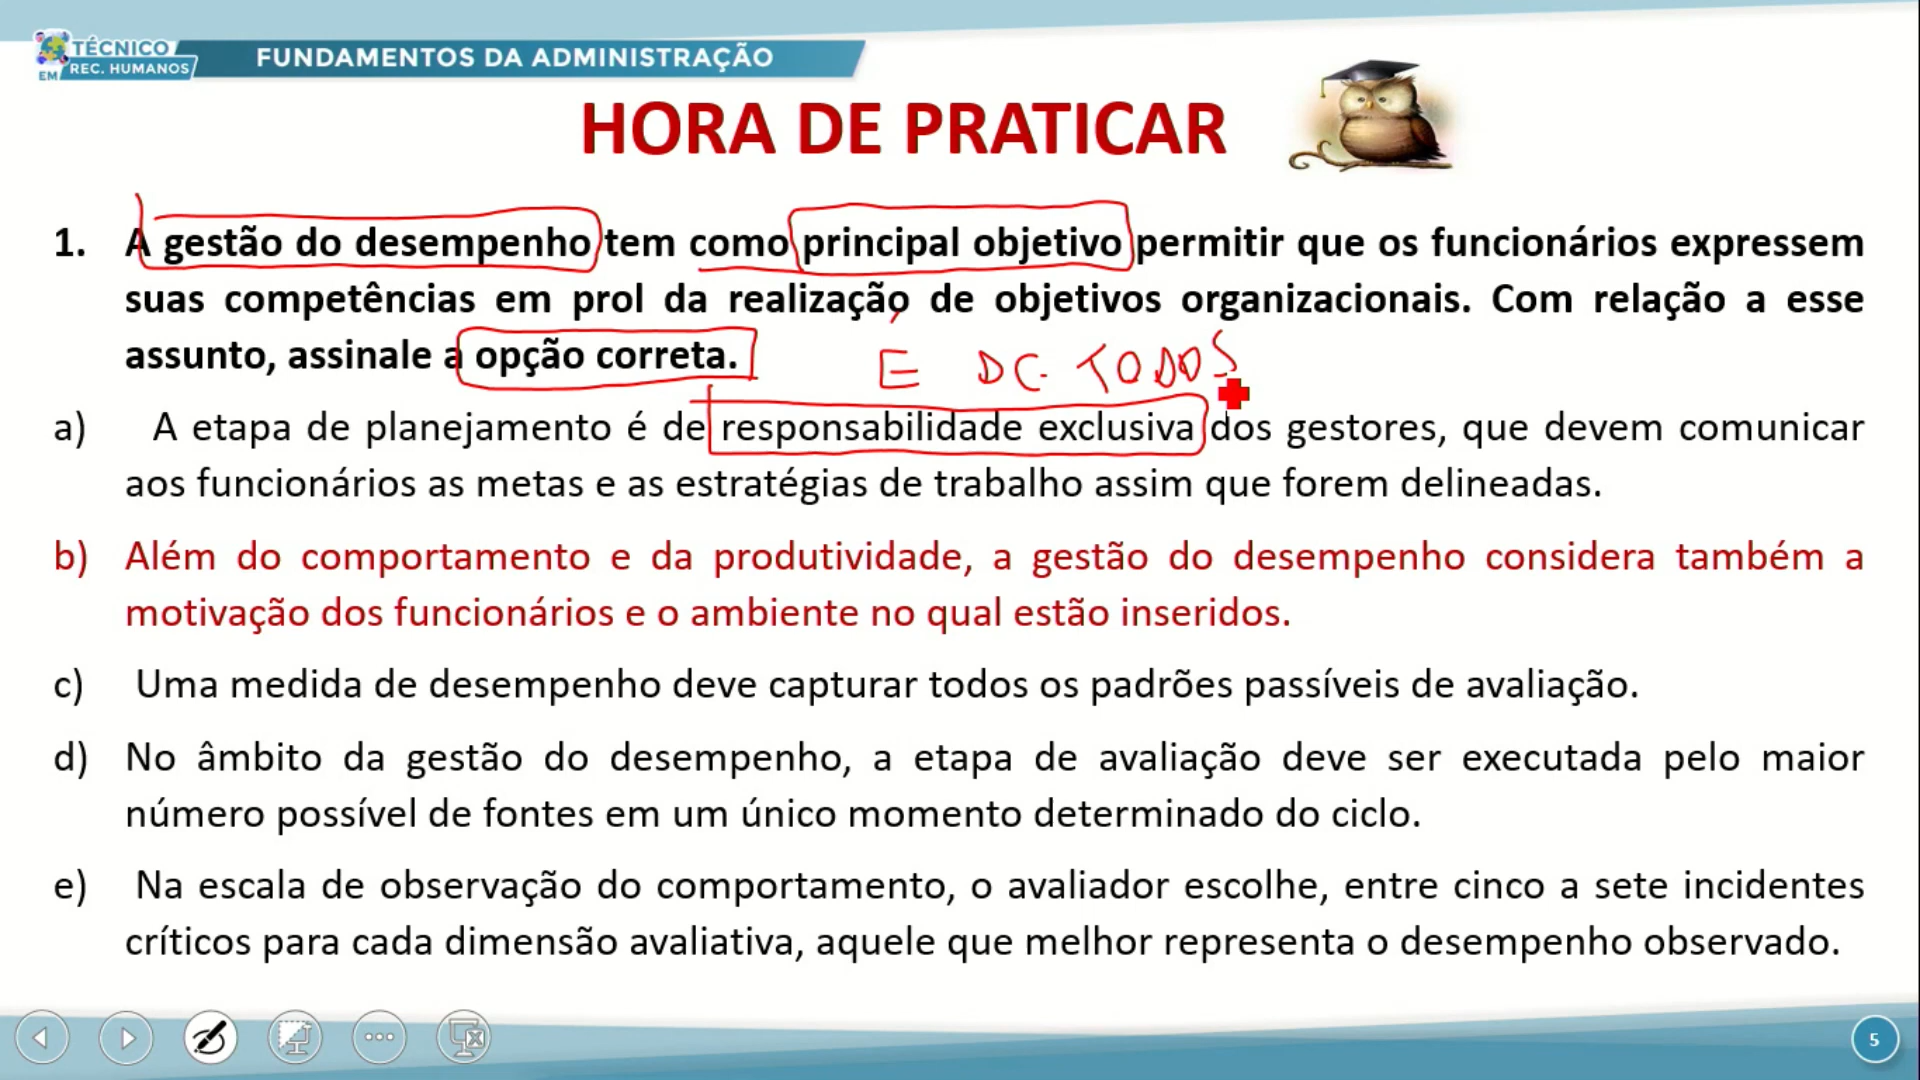 TÉCNICO
EM REC. HUMANOS
FUNDAMENTOS DA ADMINISTRAÇÃO
HORA DE PRATICAR
1. A gestão do desempenho tem como principal objetivo permitir que os funcionários expressem
suas competências em prol da realização de objetivos organizacionais. Com relação a esse
assunto, assinale a opção correta.
É DE TODOS
a) A etapa de planejamento é de responsabilidade exclusiva dos gestores, que devem comunicar
aos funcionários as metas e as estratégias de trabalho assim que forem delineadas.
b) Além do comportamento e da produtividade, a gestão do desempenho considera também a
motivação dos funcionários e o ambiente no qual estão inseridos.
c) Uma medida de desempenho deve capturar todos os padrões passíveis de avaliação.
d) No âmbito da gestão do desempenho, a etapa de avaliação deve ser executada pelo maior
número possível de fontes em um único momento determinado do ciclo.
e) Na escala de observação do comportamento, o avaliador escolhe, entre cinco a sete incidentes
críticos para cada dimensão avaliativa, aquele que melhor representa o desempenho observado.
5